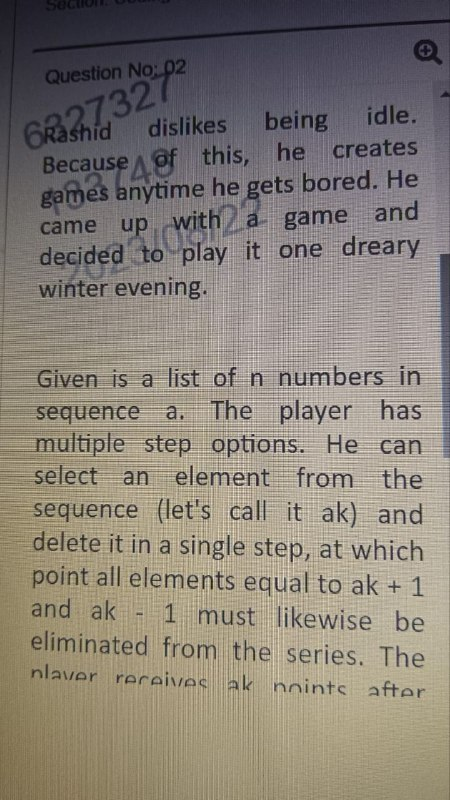 Section:
Question No: 02
6327327
Rashid dislikes being idle.
Because of this, he creates
games anytime he gets bored. He
came up with a game and
decided to play it one dreary
winter evening.
Given is a list of n numbers in
sequence a. The player has
multiple step options. He can
select an element from the
sequence (let's call it ak) and
delete it in a single step, at which
point all elements equal to ak + 1
and ak - 1 must likewise be
eliminated from the series. The
player receives ak points after